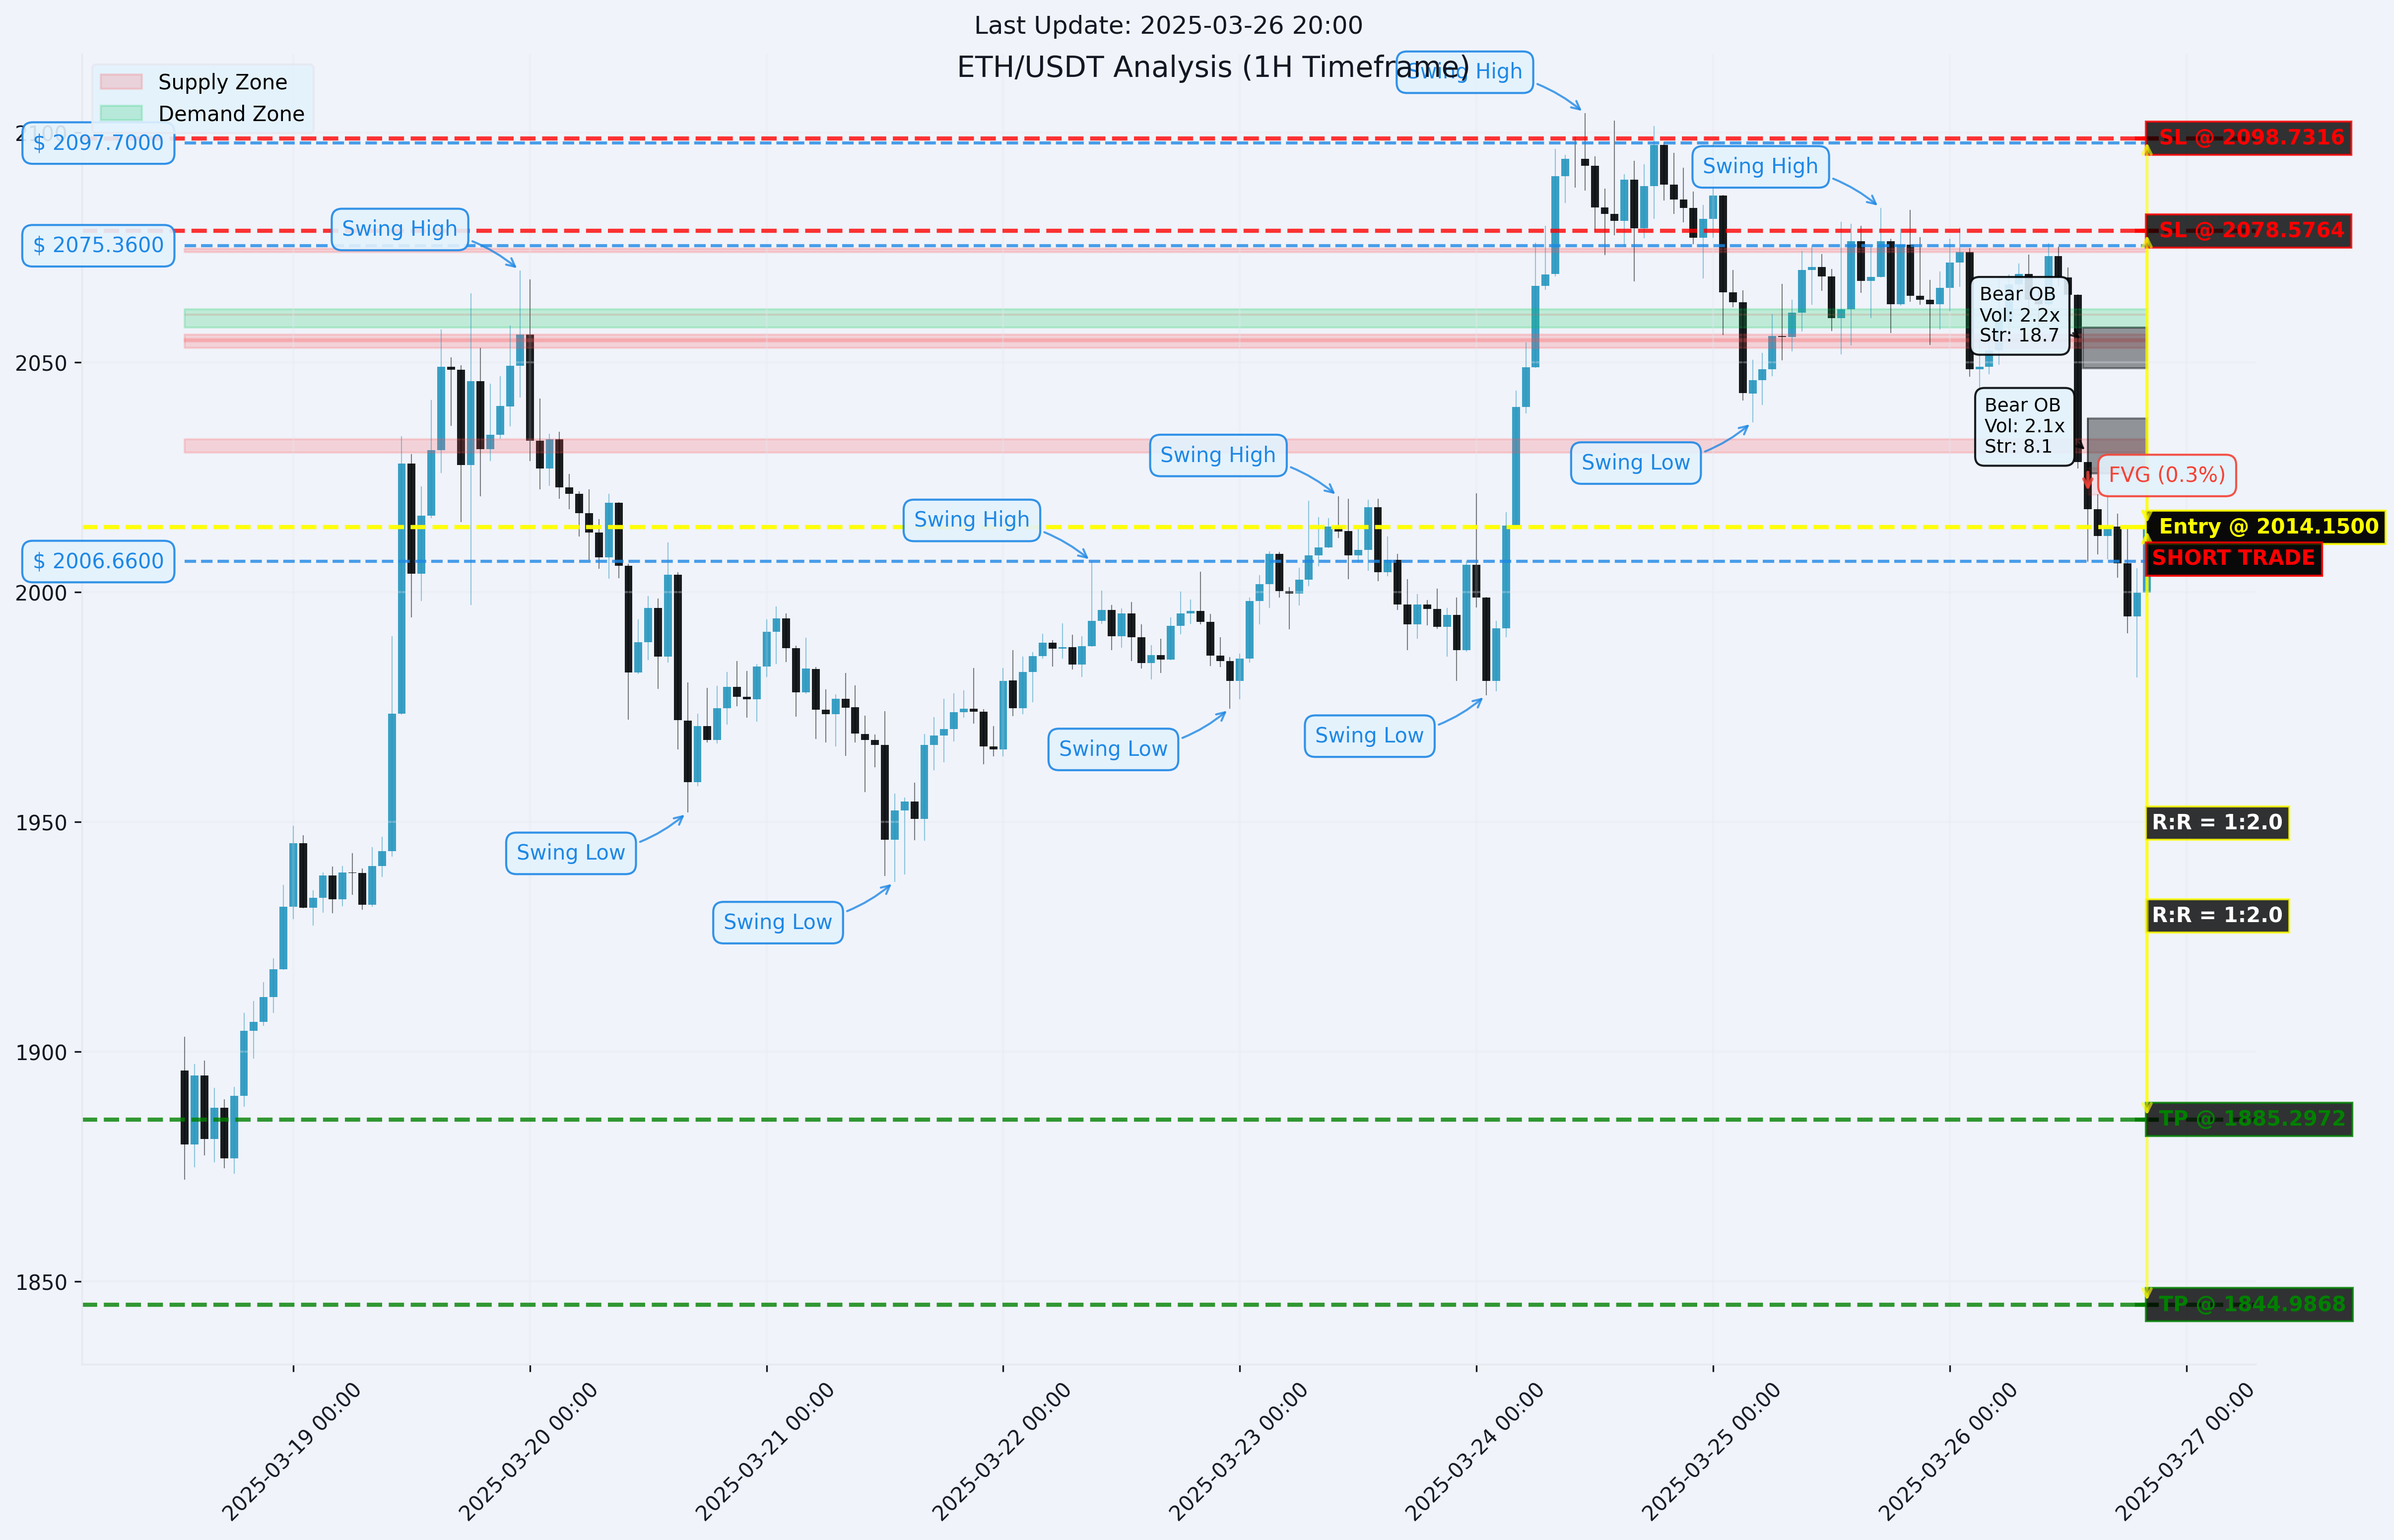 Last Update: 2025-03-26 20:00
ETH/USDT Analysis (1H Timeframe)
Supply Zone
Demand Zone
2100
2050
2000
1950
1900
1850
$ 2097.7000
$ 2075.3600
$ 2006.6600
Swing High
Swing High
Swing High
Swing High
Swing High
Swing Low
Swing Low
Swing Low
Swing Low
Swing Low
Bear OB
Vol: 2.2x
Str: 18.7
Bear OB
Vol: 2.1x
Str: 8.1
FVG (0.3%)
SL @ 2098.7316
SL @ 2078.5764
Entry @ 2014.1500
SHORT TRADE
R:R = 1:2.0
R:R = 1:2.0
TP @ 1885.2972
TP @ 1844.9868
2025-03-19 00:00
2025-03-20 00:00
2025-03-21 00:00
2025-03-22 00:00
2025-03-23 00:00
2025-03-24 00:00
2025-03-25 00:00
2025-03-26 00:00
2025-03-27 00:00